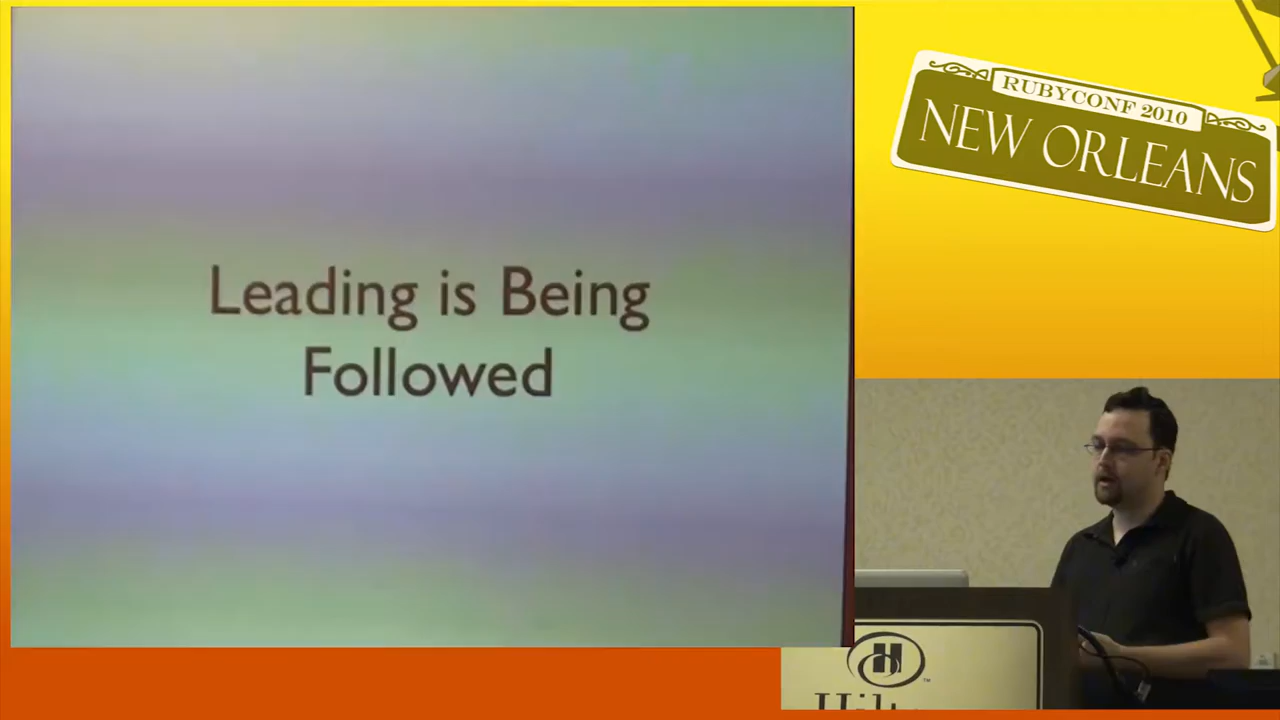 Leading is Being
Followed
RUBYCONF 2010
NEW ORLEANS
H